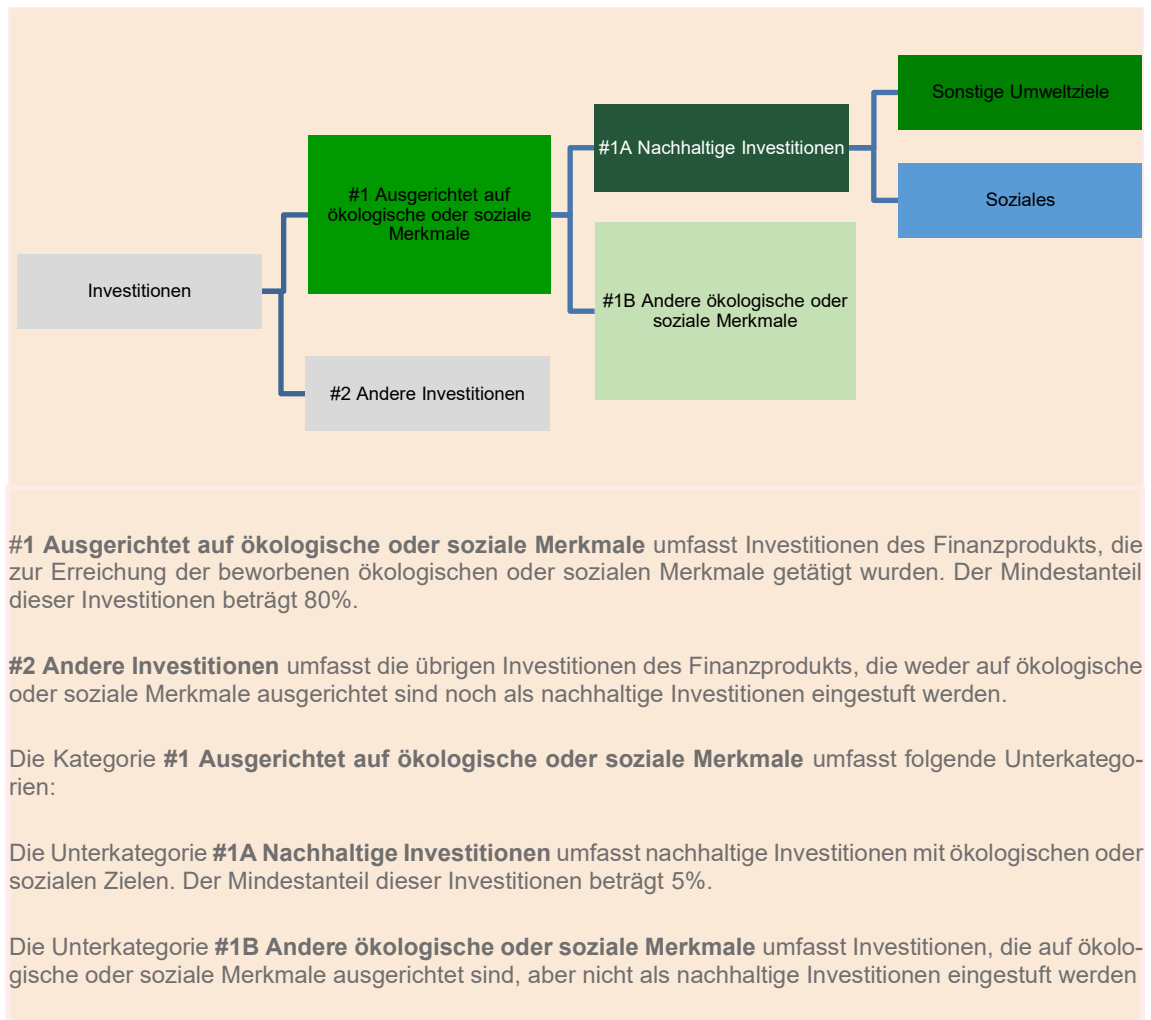 Sonstige Umweltziele
#1A Nachhaltige Investitionen
#1 Ausgerichtet auf
ökologische oder soziale
Merkmale
Soziales
Investitionen
#1B Andere ökologische oder
soziale Merkmale
#2 Andere Investitionen
#1 Ausgerichtet auf ökologische oder soziale Merkmale umfasst Investitionen des Finanzprodukts, die
zur Erreichung der beworbenen ökologischen oder sozialen Merkmale getätigt wurden. Der Mindestanteil
dieser Investitionen beträgt 80%.
#2 Andere Investitionen umfasst die übrigen Investitionen des Finanzprodukts, die weder auf ökologische
oder soziale Merkmale ausgerichtet sind noch als nachhaltige Investitionen eingestuft werden.
Die Kategorie #1 Ausgerichtet auf ökologische oder soziale Merkmale umfasst folgende Unterkatego-
rien:
Die Unterkategorie #1A Nachhaltige Investitionen umfasst nachhaltige Investitionen mit ökologischen oder
sozialen Zielen. Der Mindestanteil dieser Investitionen beträgt 5%.
Die Unterkategorie #1B Andere ökologische oder soziale Merkmale umfasst Investitionen, die auf ökolo-
gische oder soziale Merkmale ausgerichtet sind, aber nicht als nachhaltige Investitionen eingestuft werden